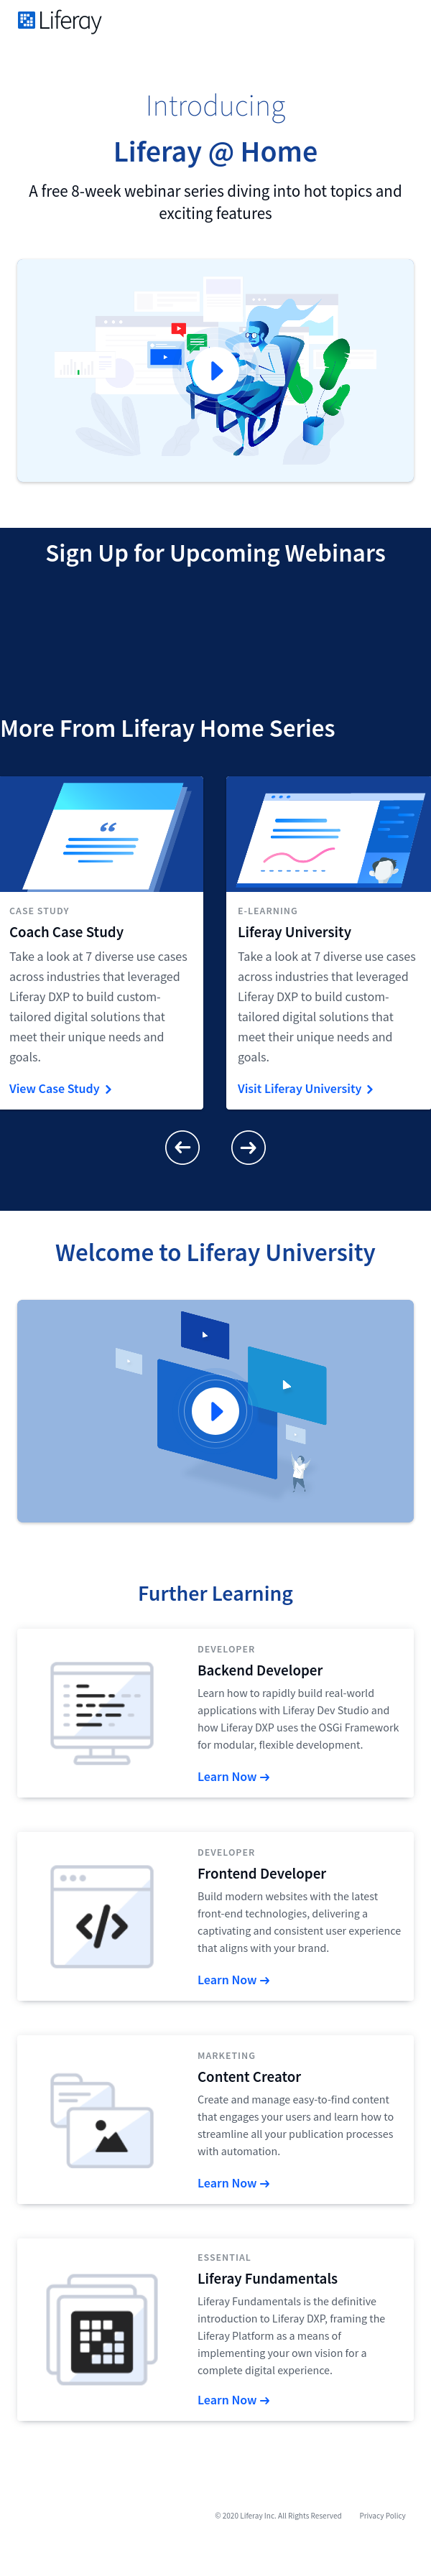 Liferay
Introducing
Liferay @ Home
A free 8-week webinar series diving into hot topics and
exciting features
Sign Up for Upcoming Webinars
More From Liferay Home Series
CASE STUDY
Coach Case Study
Take a look at 7 diverse use cases
across industries that leveraged
Liferay DXP to build custom-
tailored digital solutions that
meet their unique needs and
goals.
View Case Study
E-LEARNING
Liferay University
Take a look at 7 diverse use cases
across industries that leveraged
Liferay DXP to build custom-
tailored digital solutions that
meet their unique needs and
goals.
Visit Liferay University
Welcome to Liferay University
Further Learning
DEVELOPER
Backend Developer
Learn how to rapidly build real-world
applications with Liferay Dev Studio and
how Liferay DXP uses the OSGi Framework
for modular, flexible development.
Learn Now →
DEVELOPER
Frontend Developer
Build modern websites with the latest
front-end technologies, delivering a
captivating and consistent user experience
that aligns with your brand.
Learn Now →
MARKETING
Content Creator
Create and manage easy-to-find content
that engages your users and learn how to
streamline all your publication processes
with automation.
Learn Now →
ESSENTIAL
Liferay Fundamentals
Liferay Fundamentals is the definitive
introduction to Liferay DXP, framing the
Liferay Platform as a means of
implementing your own vision for a
complete digital experience.
Learn Now →
© 2020 Liferay Inc. All Rights Reserved Privacy Policy